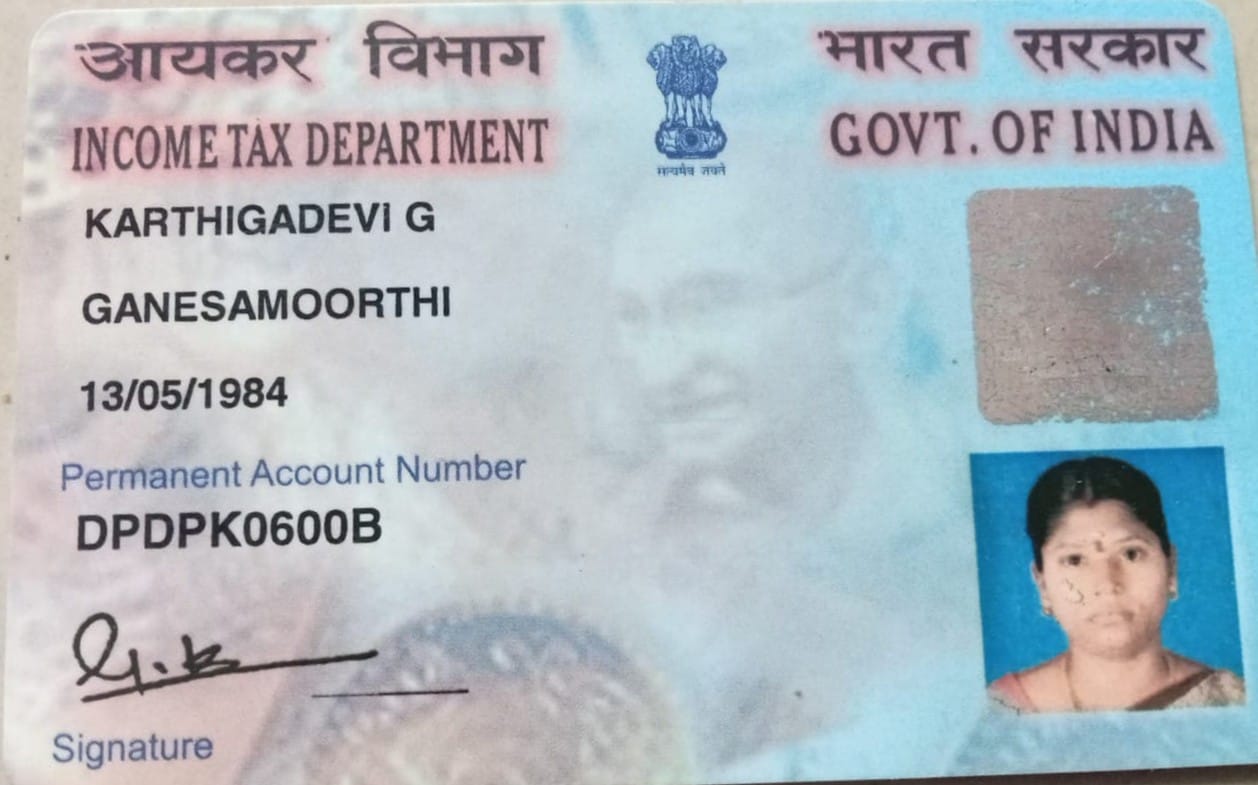 आयकर विभाग
भारत सरकार
INCOME TAX DEPARTMENT
GOVT. OF INDIA
सत्यमेव जयते
KARTHIGADEVI G
GANESAMOORTHI
13/05/1984
Permanent Account Number
DPDPK0600B
G.K
Signature